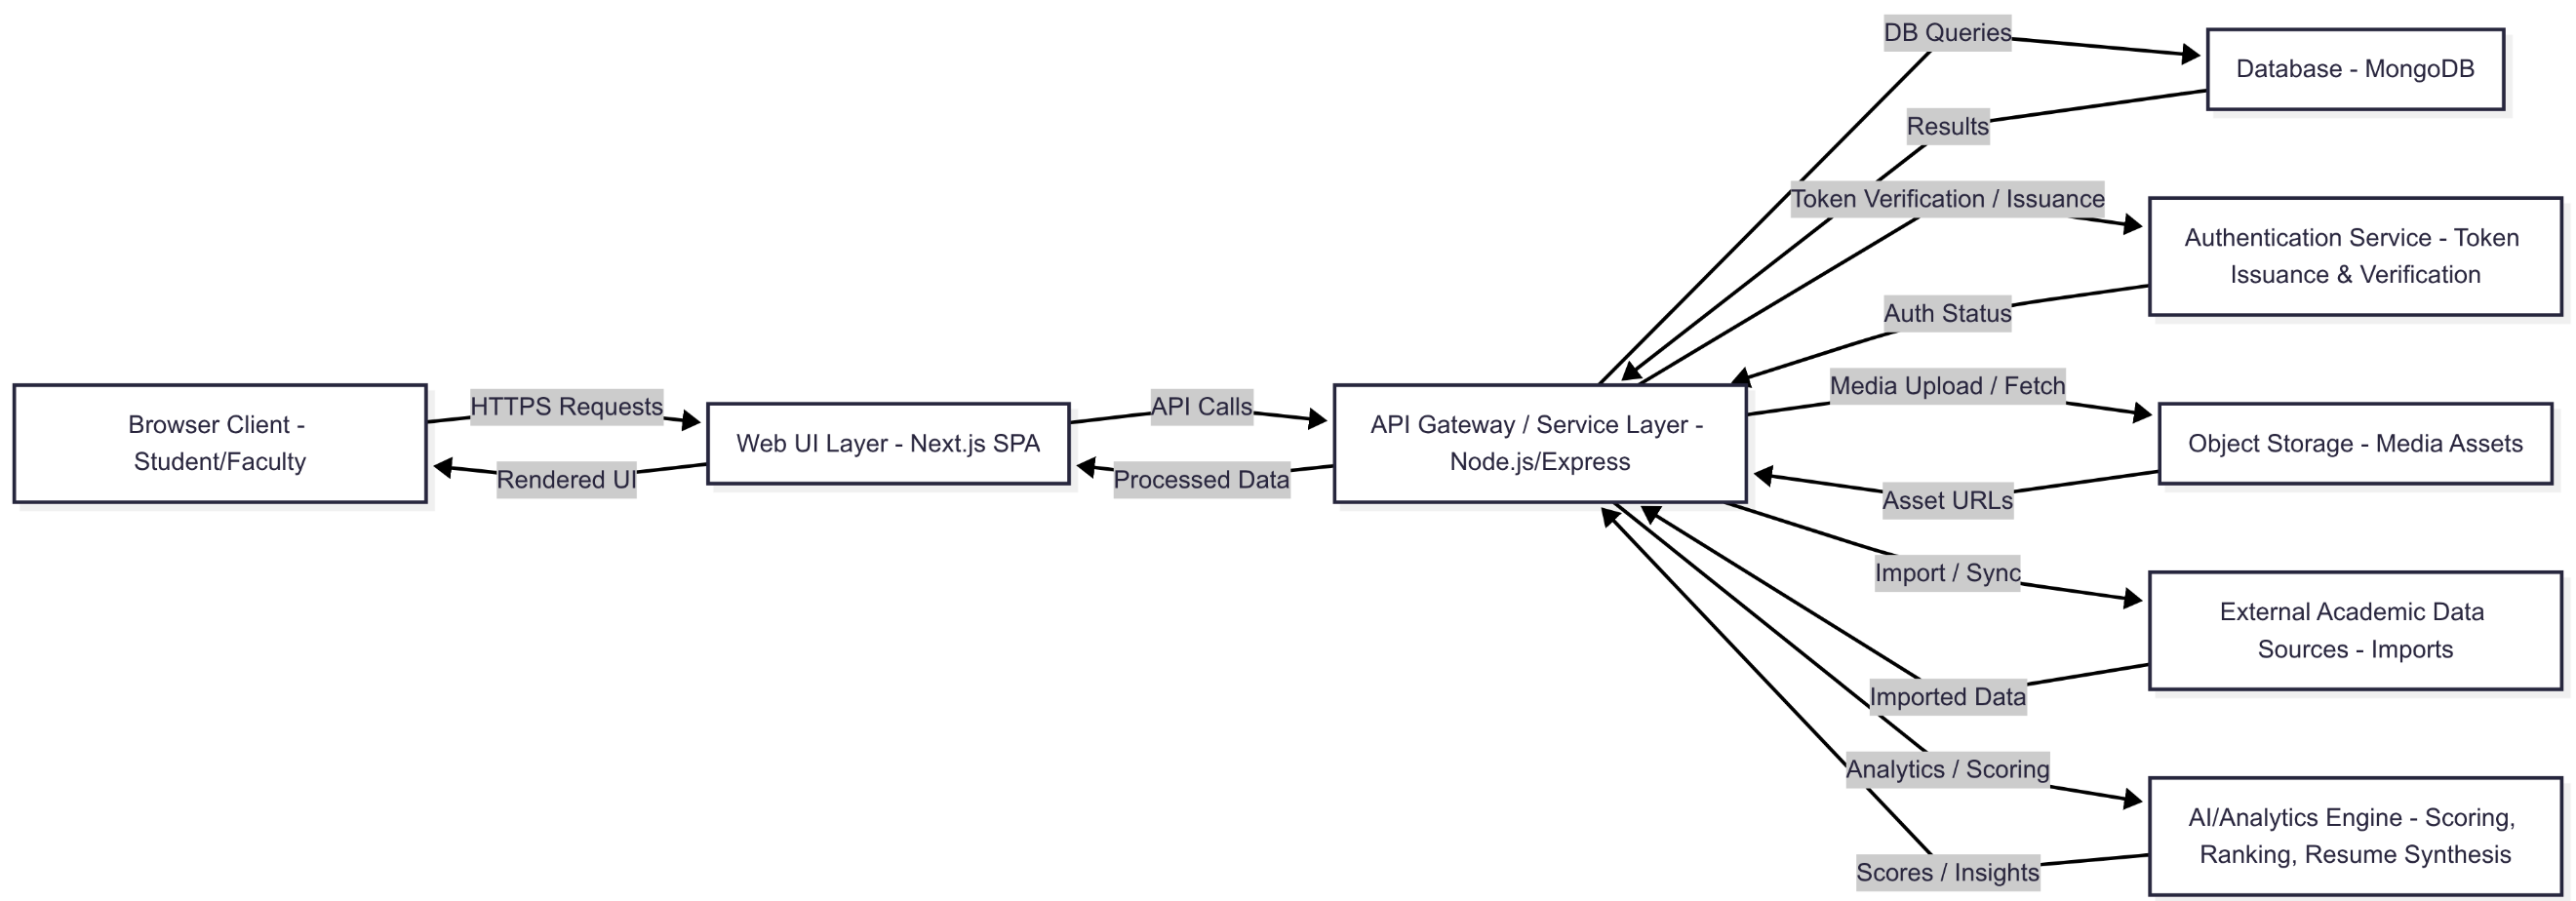 DB Queries
Database - MongoDB
Results
Token Verification / Issuance
Authentication Service - Token
Issuance & Verification
Auth Status
Browser Client -
Student/Faculty
HTTPS Requests
Rendered UI
Web UI Layer - Next.js SPA
API Calls
Processed Data
API Gateway / Service Layer -
Node.js/Express
Media Upload / Fetch
Object Storage - Media Assets
Asset URLs
Import / Sync
External Academic Data
Sources - Imports
Imported Data
Analytics / Scoring
AI/Analytics Engine - Scoring,
Ranking, Resume Synthesis
Scores / Insights